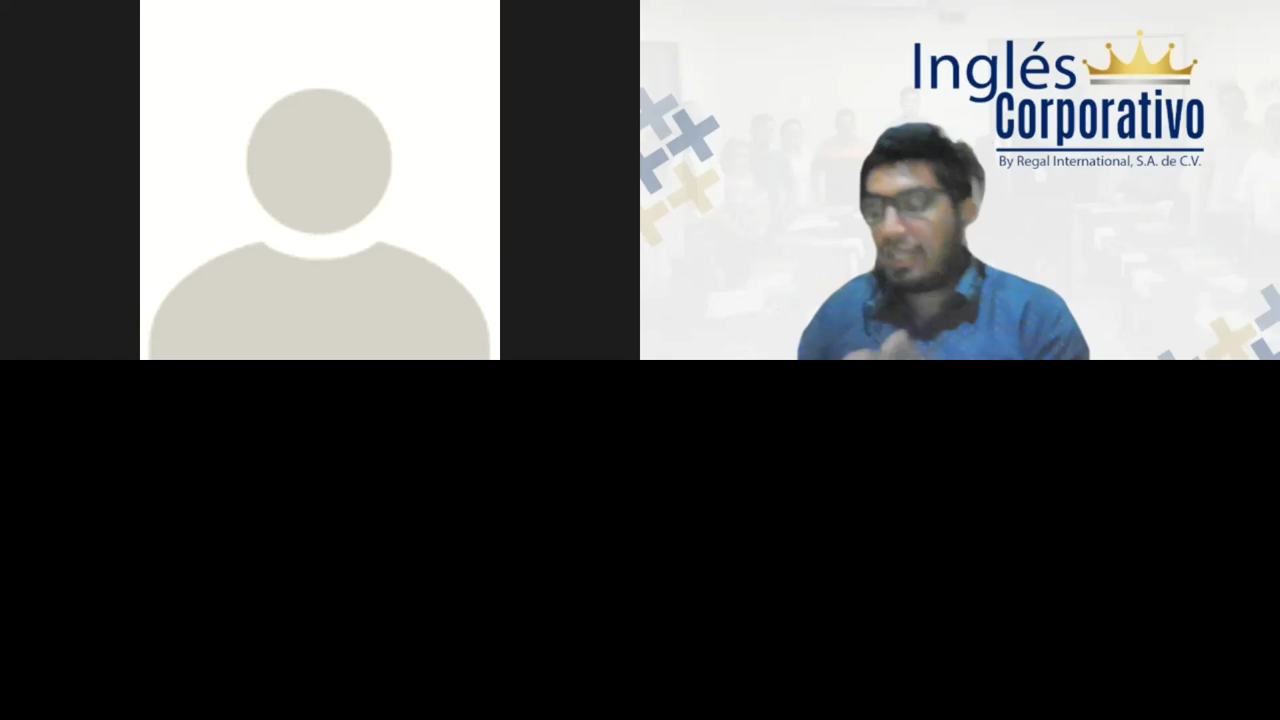 Inglés
Corporativo
By Regal International, S.A. de C.V.